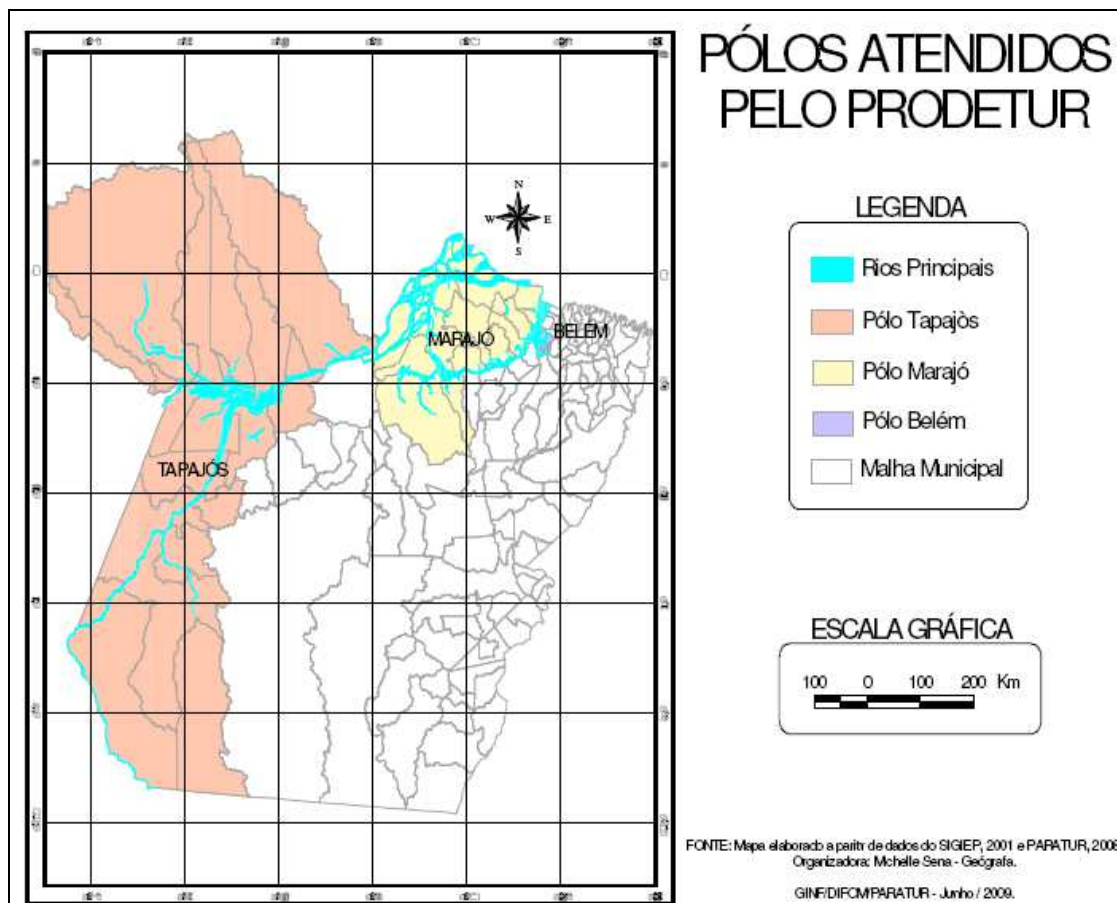 PÓLOS ATENDIDOS
PELO PRODETUR
N
W E
S
MARAJÓ
BELÉM
TAPAJÓS
LEGENDA
Rios Principais
Pólo Tapajòs
Pólo Marajó
Pólo Belém
Malha Municipal
ESCALA GRÁFICA
100 0 100 200 Km
FONTE: Mapa elaborado a paritr de dados do SIGIEP, 2001 e PARATUR, 2008
Organizadora: Michelle Sena - Geógrafa.
GINF/DIFOM/PARATUR - Junho / 2009.